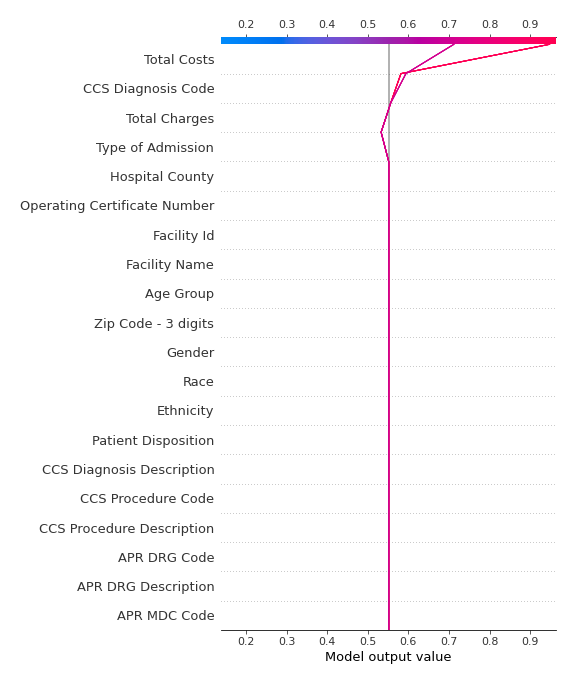 0.2 0.3 0.4 0.5 0.6 0.7 0.8 0.9
Total Costs
CCS Diagnosis Code
Total Charges
Type of Admission
Hospital County
Operating Certificate Number
Facility Id
Facility Name
Age Group
Zip Code - 3 digits
Gender
Race
Ethnicity
Patient Disposition
CCS Diagnosis Description
CCS Procedure Code
CCS Procedure Description
APR DRG Code
APR DRG Description
APR MDC Code
0.2 0.3 0.4 0.5 0.6 0.7 0.8 0.9
Model output value